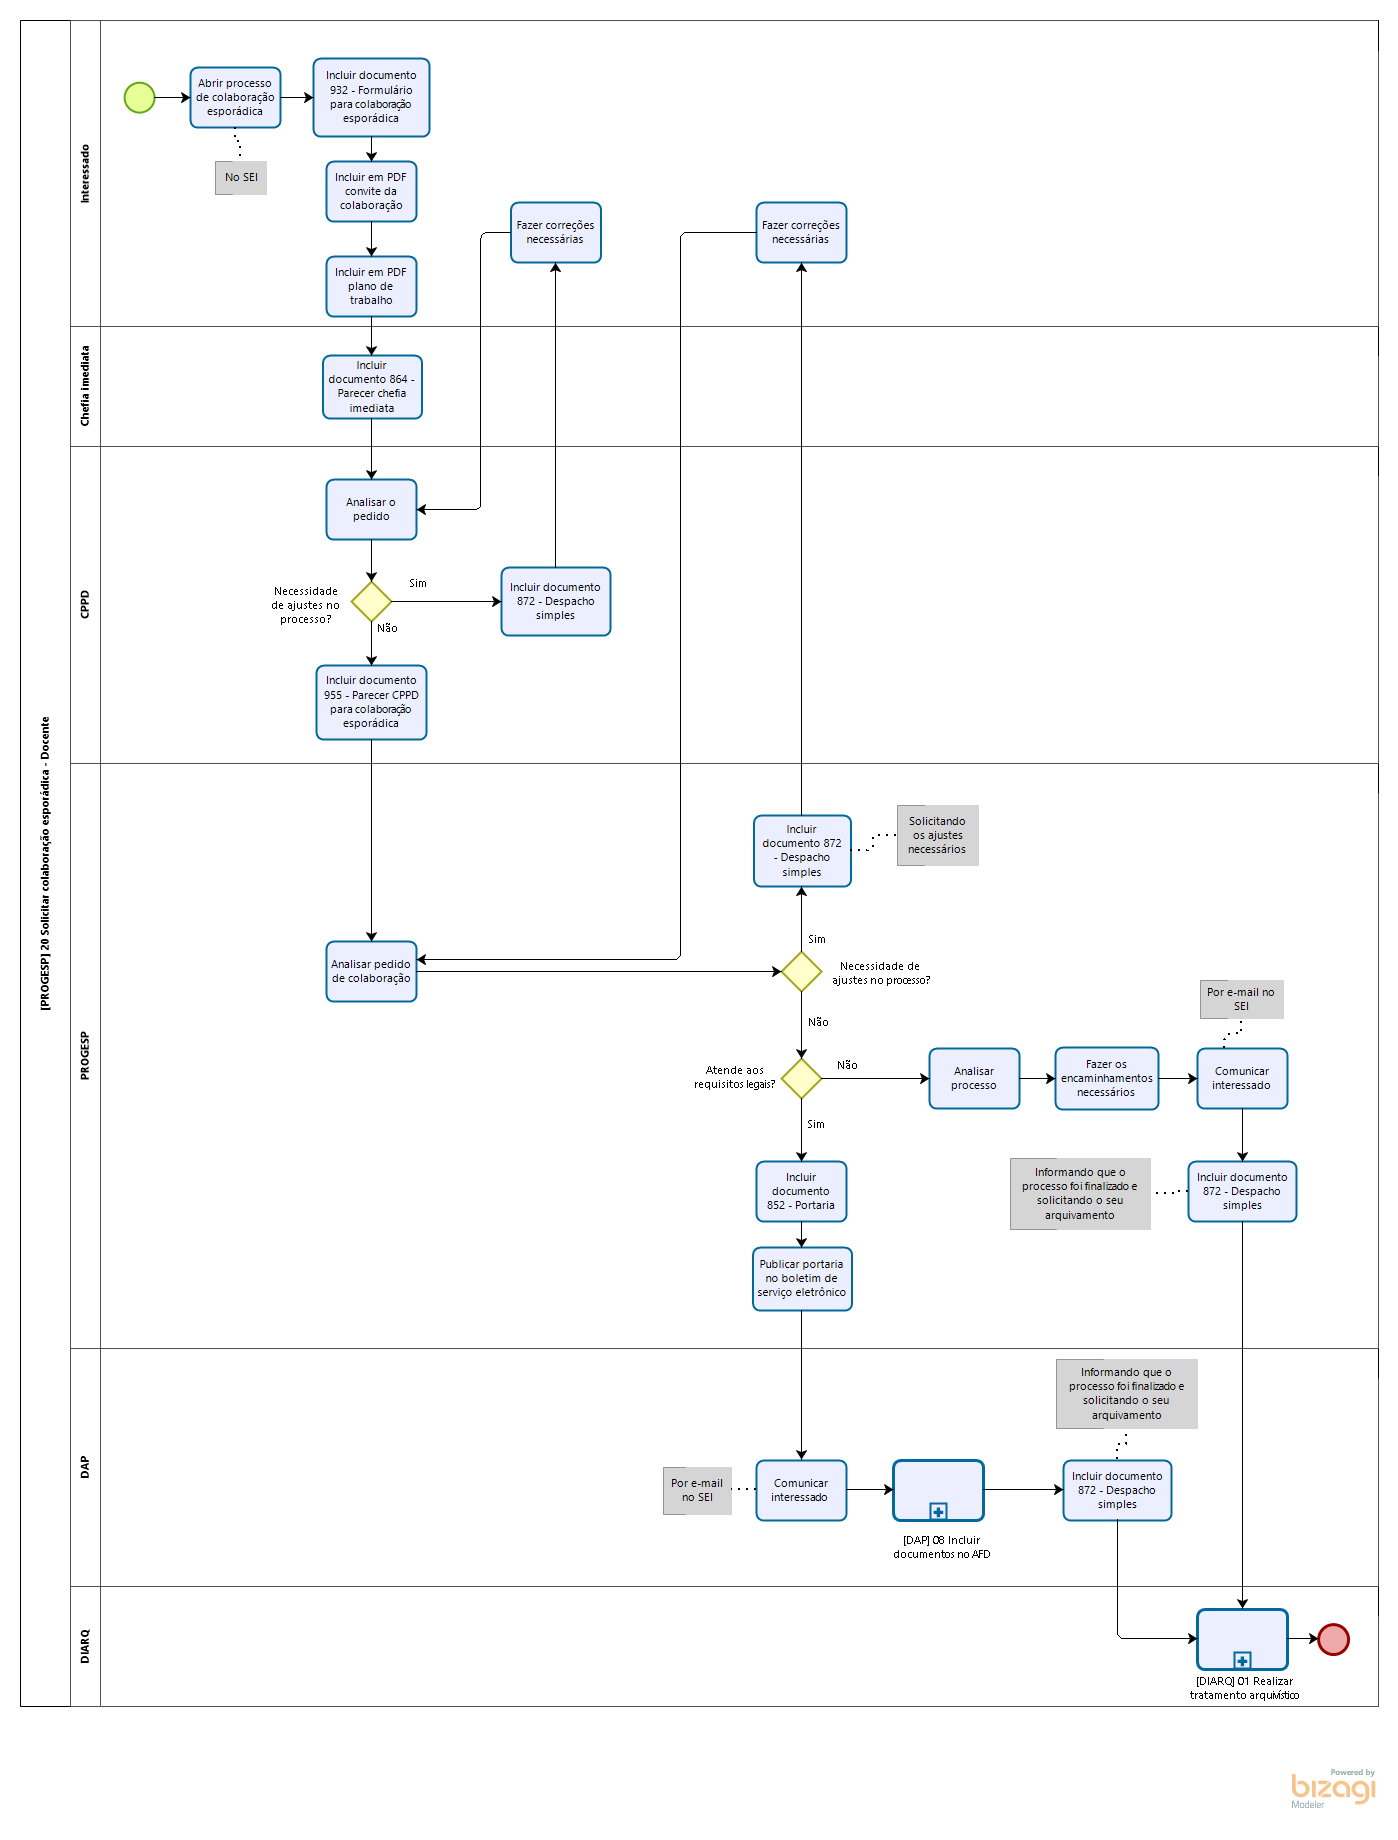 [PROGESP] 20 Solicitar colaboração esporádica - Docente
Interessado
Abrir processo
de colaboração
esporádica
No SEI
Incluir documento
932 - Formulário
para colaboração
esporádica
Incluir em PDF
convite da
colaboração
Incluir em PDF
plano de
trabalho
Fazer correções
necessárias
Fazer correções
necessárias
Chefia imediata
Incluir
documento 864 -
Parecer chefia
imediata
CPPD
Analisar o
pedido
Necessidade
de ajustes no
processo?
Sim
Não
Incluir documento
872 - Despacho
simples
Incluir documento
955 - Parecer CPPD
para colaboração
esporádica
PROGESP
Incluir
documento 872
- Despacho
simples
Solicitando
os ajustes
necessários
Sim
Analisar pedido
de colaboração
Necessidade de
ajustes no processo?
Não
Por e-mail no
SEI
Atende aos
requisitos legais?
Não
Analisar
processo
Fazer os
encaminhamentos
necessários
Comunicar
interessado
Sim
Incluir
documento
852 - Portaria
Informando que o
processo foi finalizado e
solicitando o seu
arquivamento
Incluir documento
872 - Despacho
simples
Publicar portaria
no boletim de
serviço eletrônico
DAP
Informando que o
processo foi finalizado e
solicitando o seu
arquivamento
Por e-mail
no SEI
Comunicar
interessado
[DAP] 08 Incluir
documentos no AFD
Incluir documento
872 - Despacho
simples
DIARQ
[DIARQ] 01 Realizar
tratamento arquivístico
Powered by
bizagi
Modeler